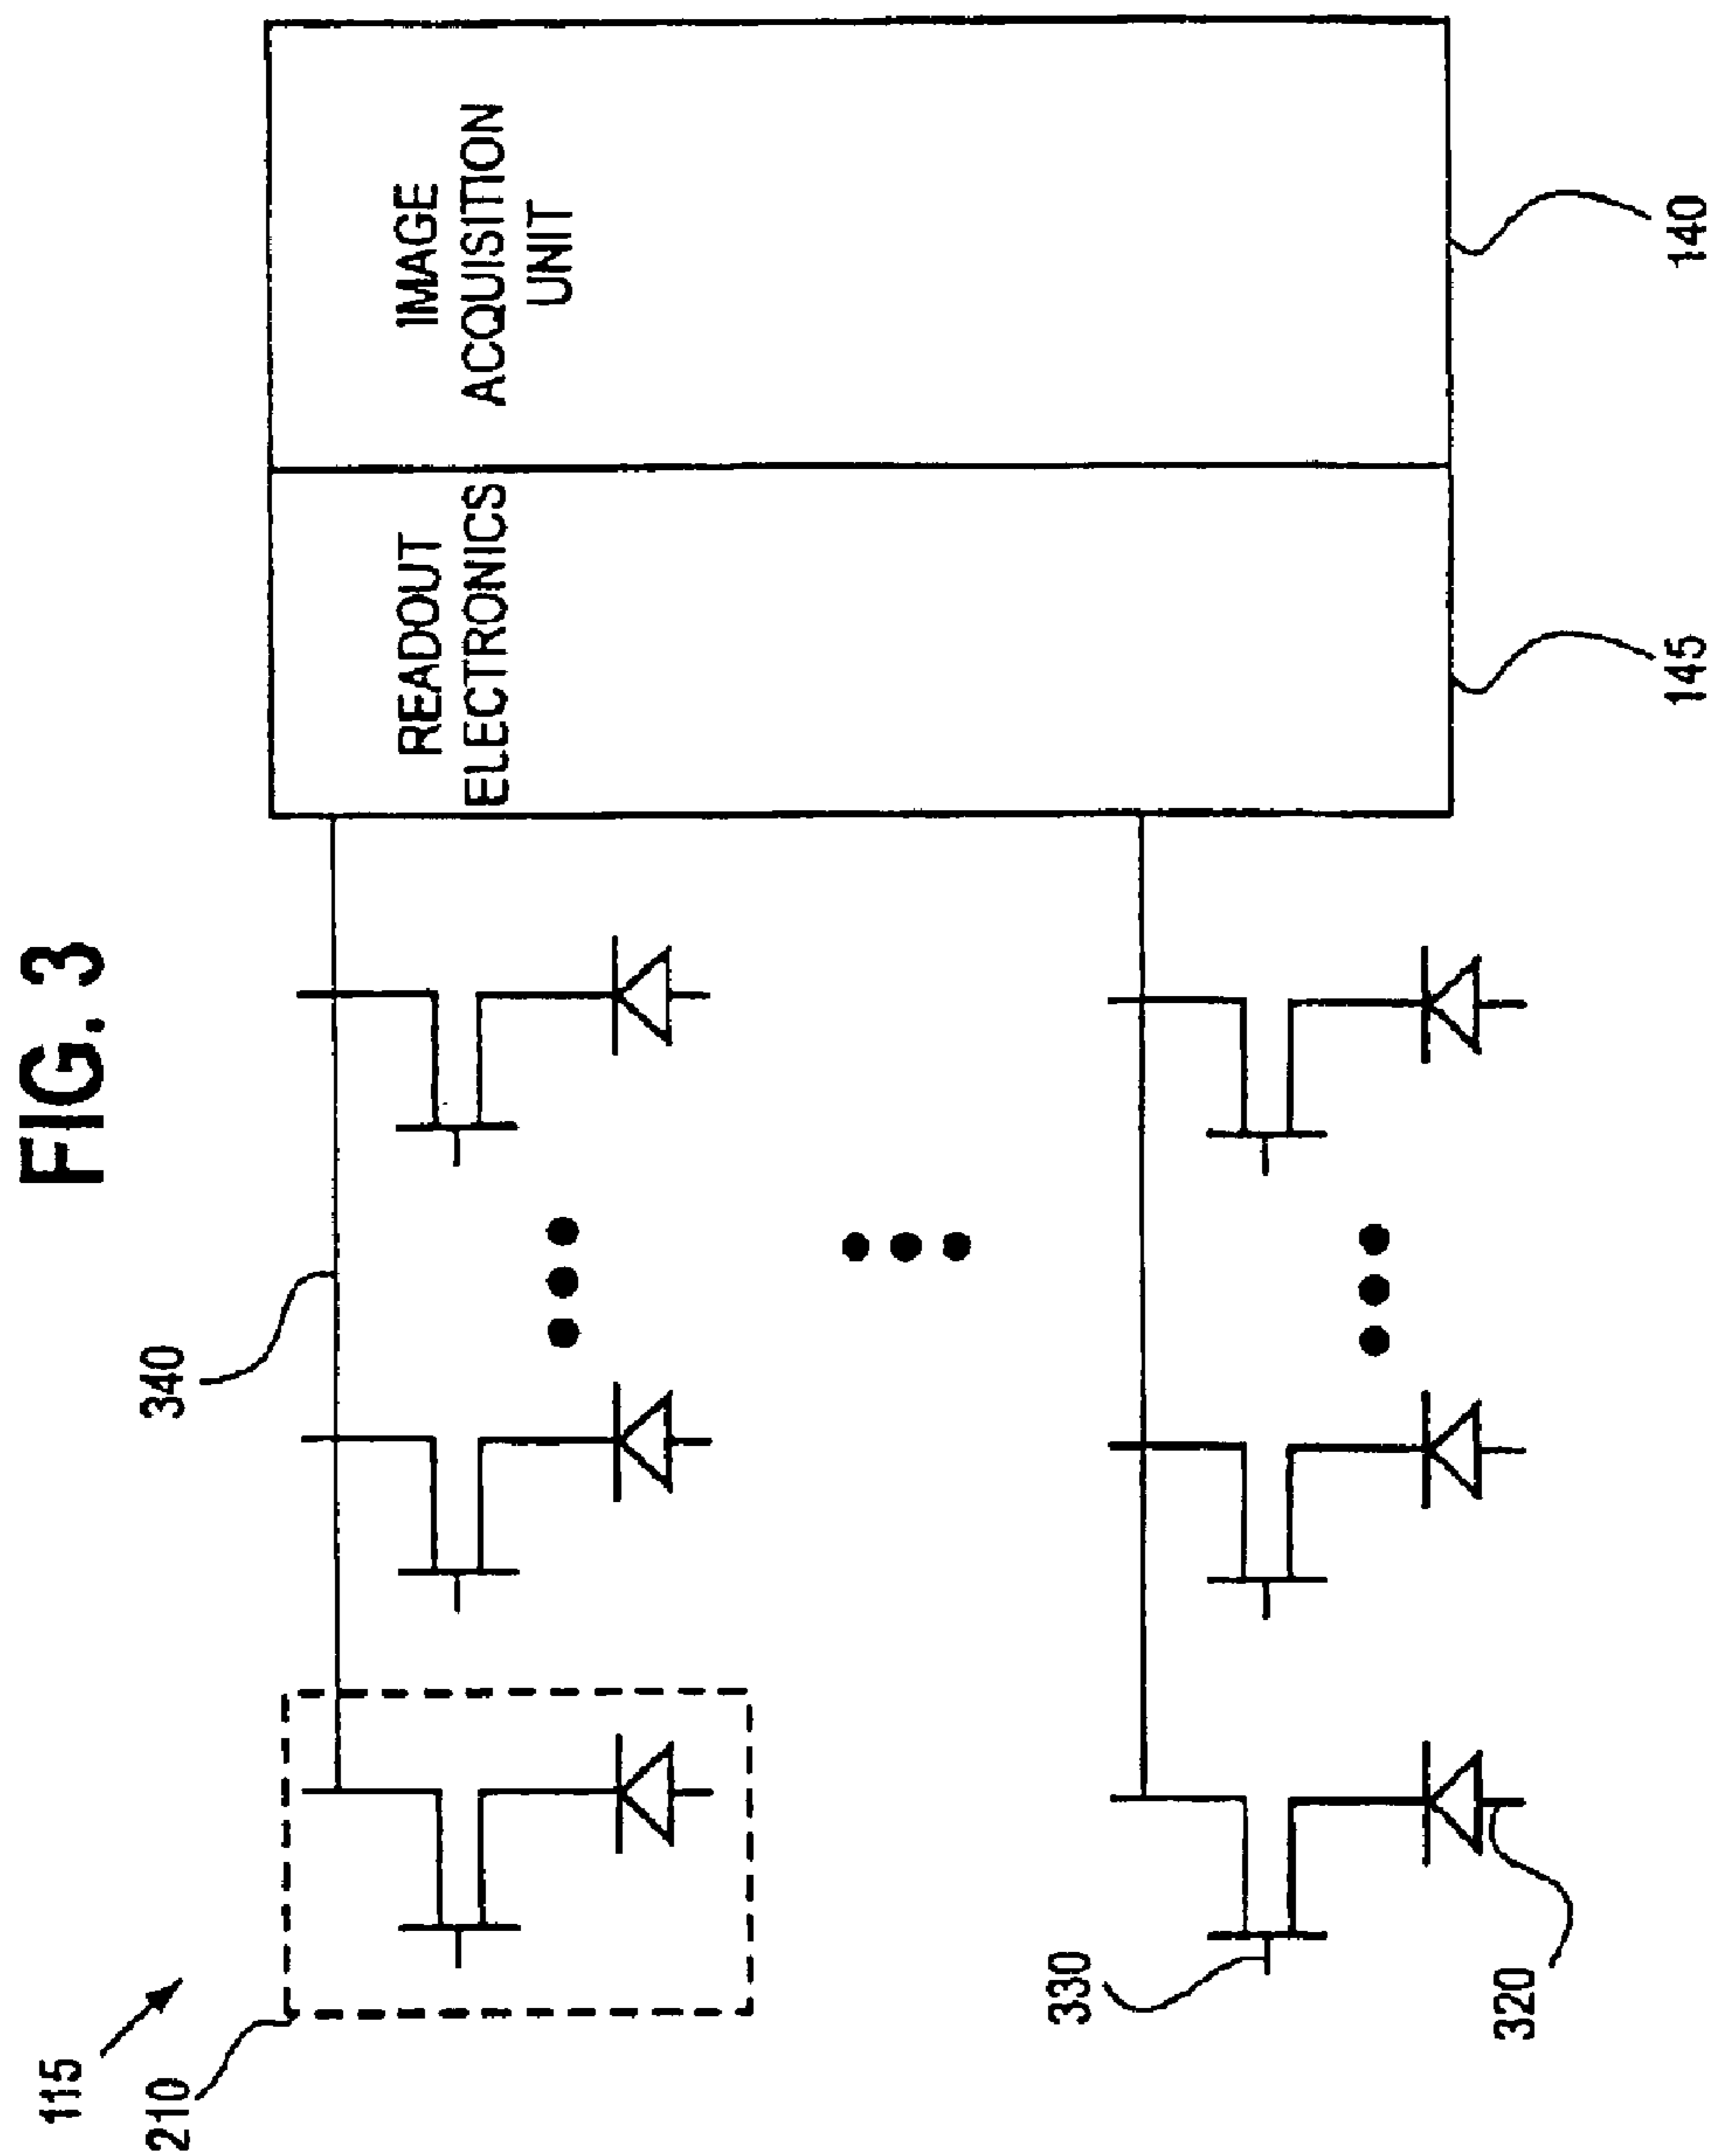 FIG. 3
115
210
340
READOUT
ELECTRONICS
IMAGE
ACQUISITION
UNIT
330
320
145
140